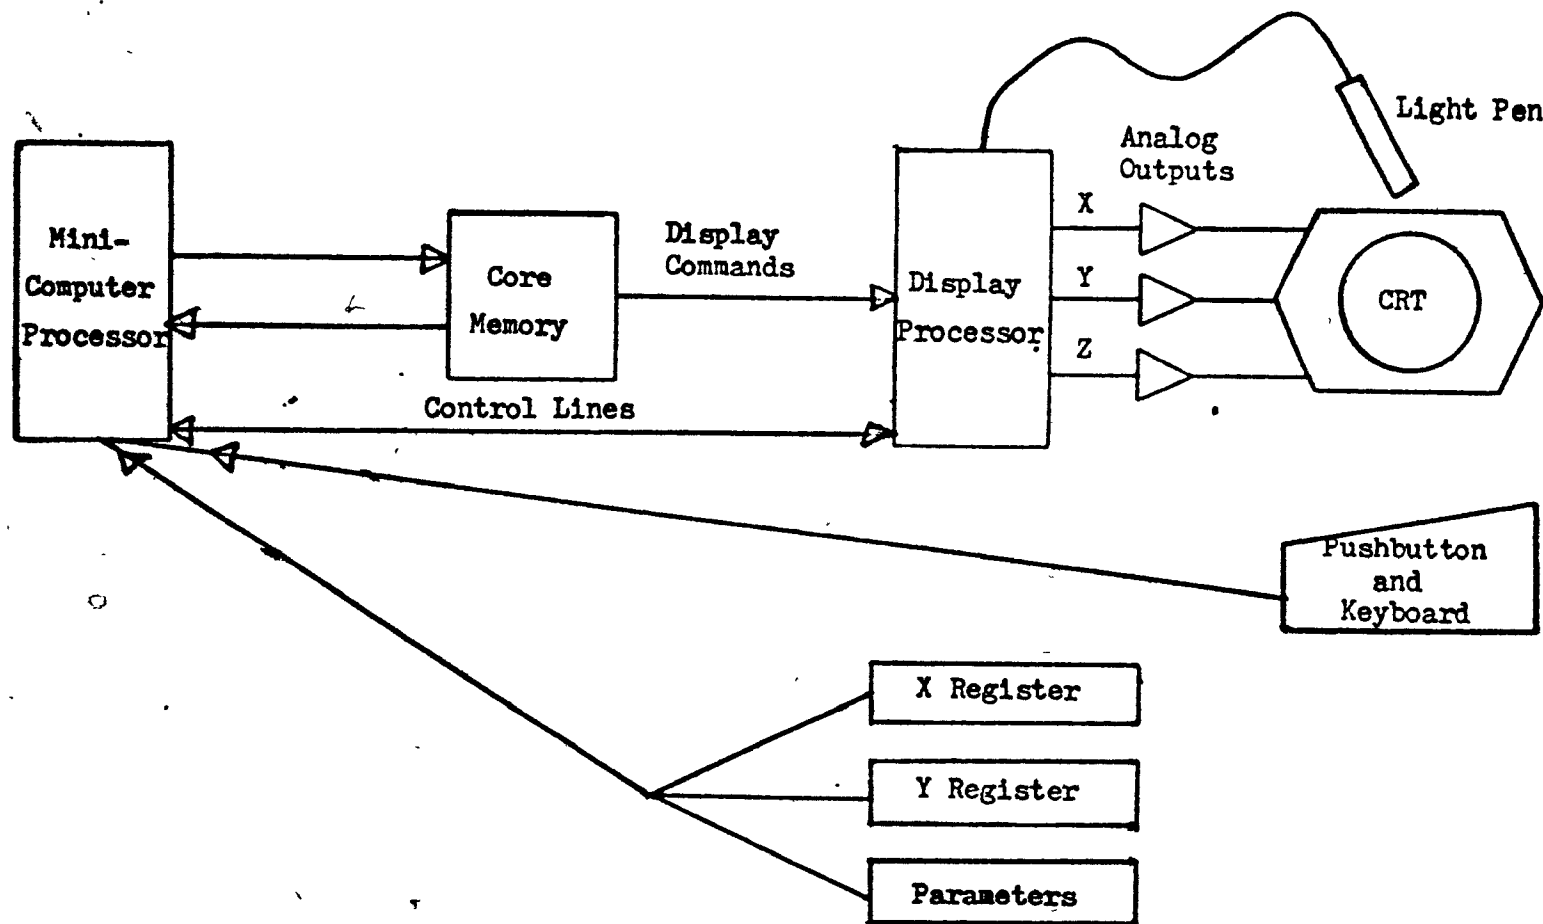 Light Pen
Analog
Outputs
Mini-
Computer
Processor
Core
Memory
Display
Commands
Display
Processor
X
Y
Z
CRT
Control Lines
Pushbutton
and
Keyboard
X Register
Y Register
Parameters